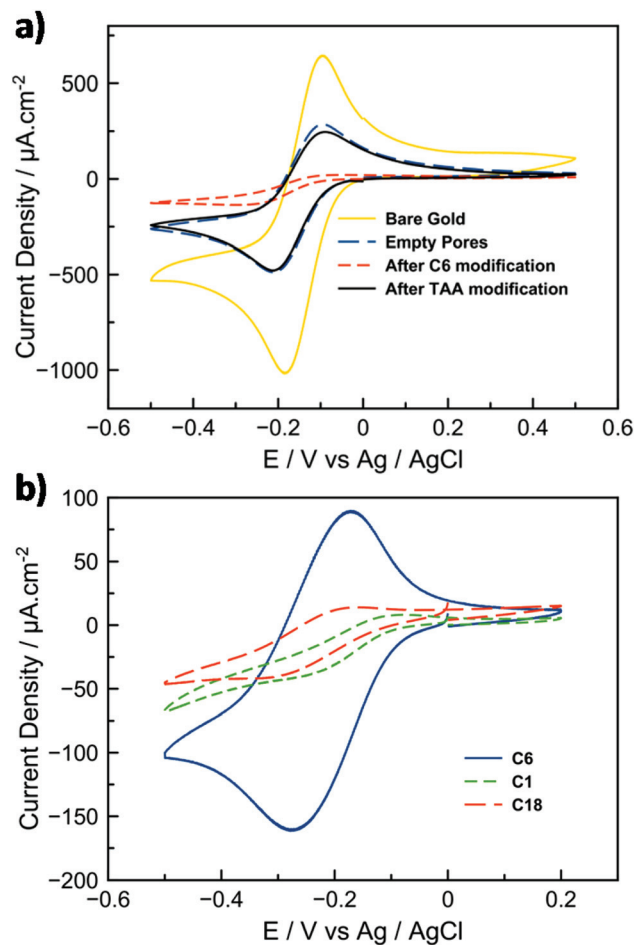 a)
500
0
−500
−1000
Current Density / µA.cm⁻²
Bare Gold
Empty Pores
After C6 modification
After TAA modification
−0.6 −0.4 −0.2 0 0.2 0.4 0.6
E / V vs Ag / AgCl
b)
100
50
0
−50
−100
−150
−200
Current Density / µA.cm⁻²
C6
C1
C18
−0.6 −0.4 −0.2 0 0.2
E / V vs Ag / AgCl